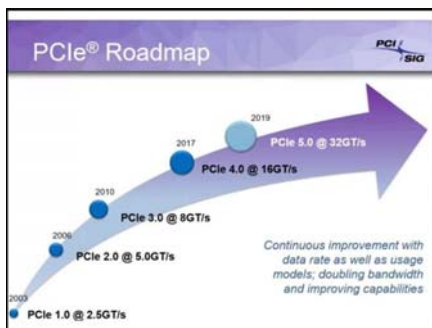 PCIe® Roadmap
PCI
SIG
2019
PCIe 5.0 @ 32GT/s
2017
PCIe 4.0 @ 16GT/s
2010
PCIe 3.0 @ 8GT/s
2006
PCIe 2.0 @ 5.0GT/s
2003
PCIe 1.0 @ 2.5GT/s
Continuous improvement with
data rate as well as usage
models; doubling bandwidth
and improving capabilities